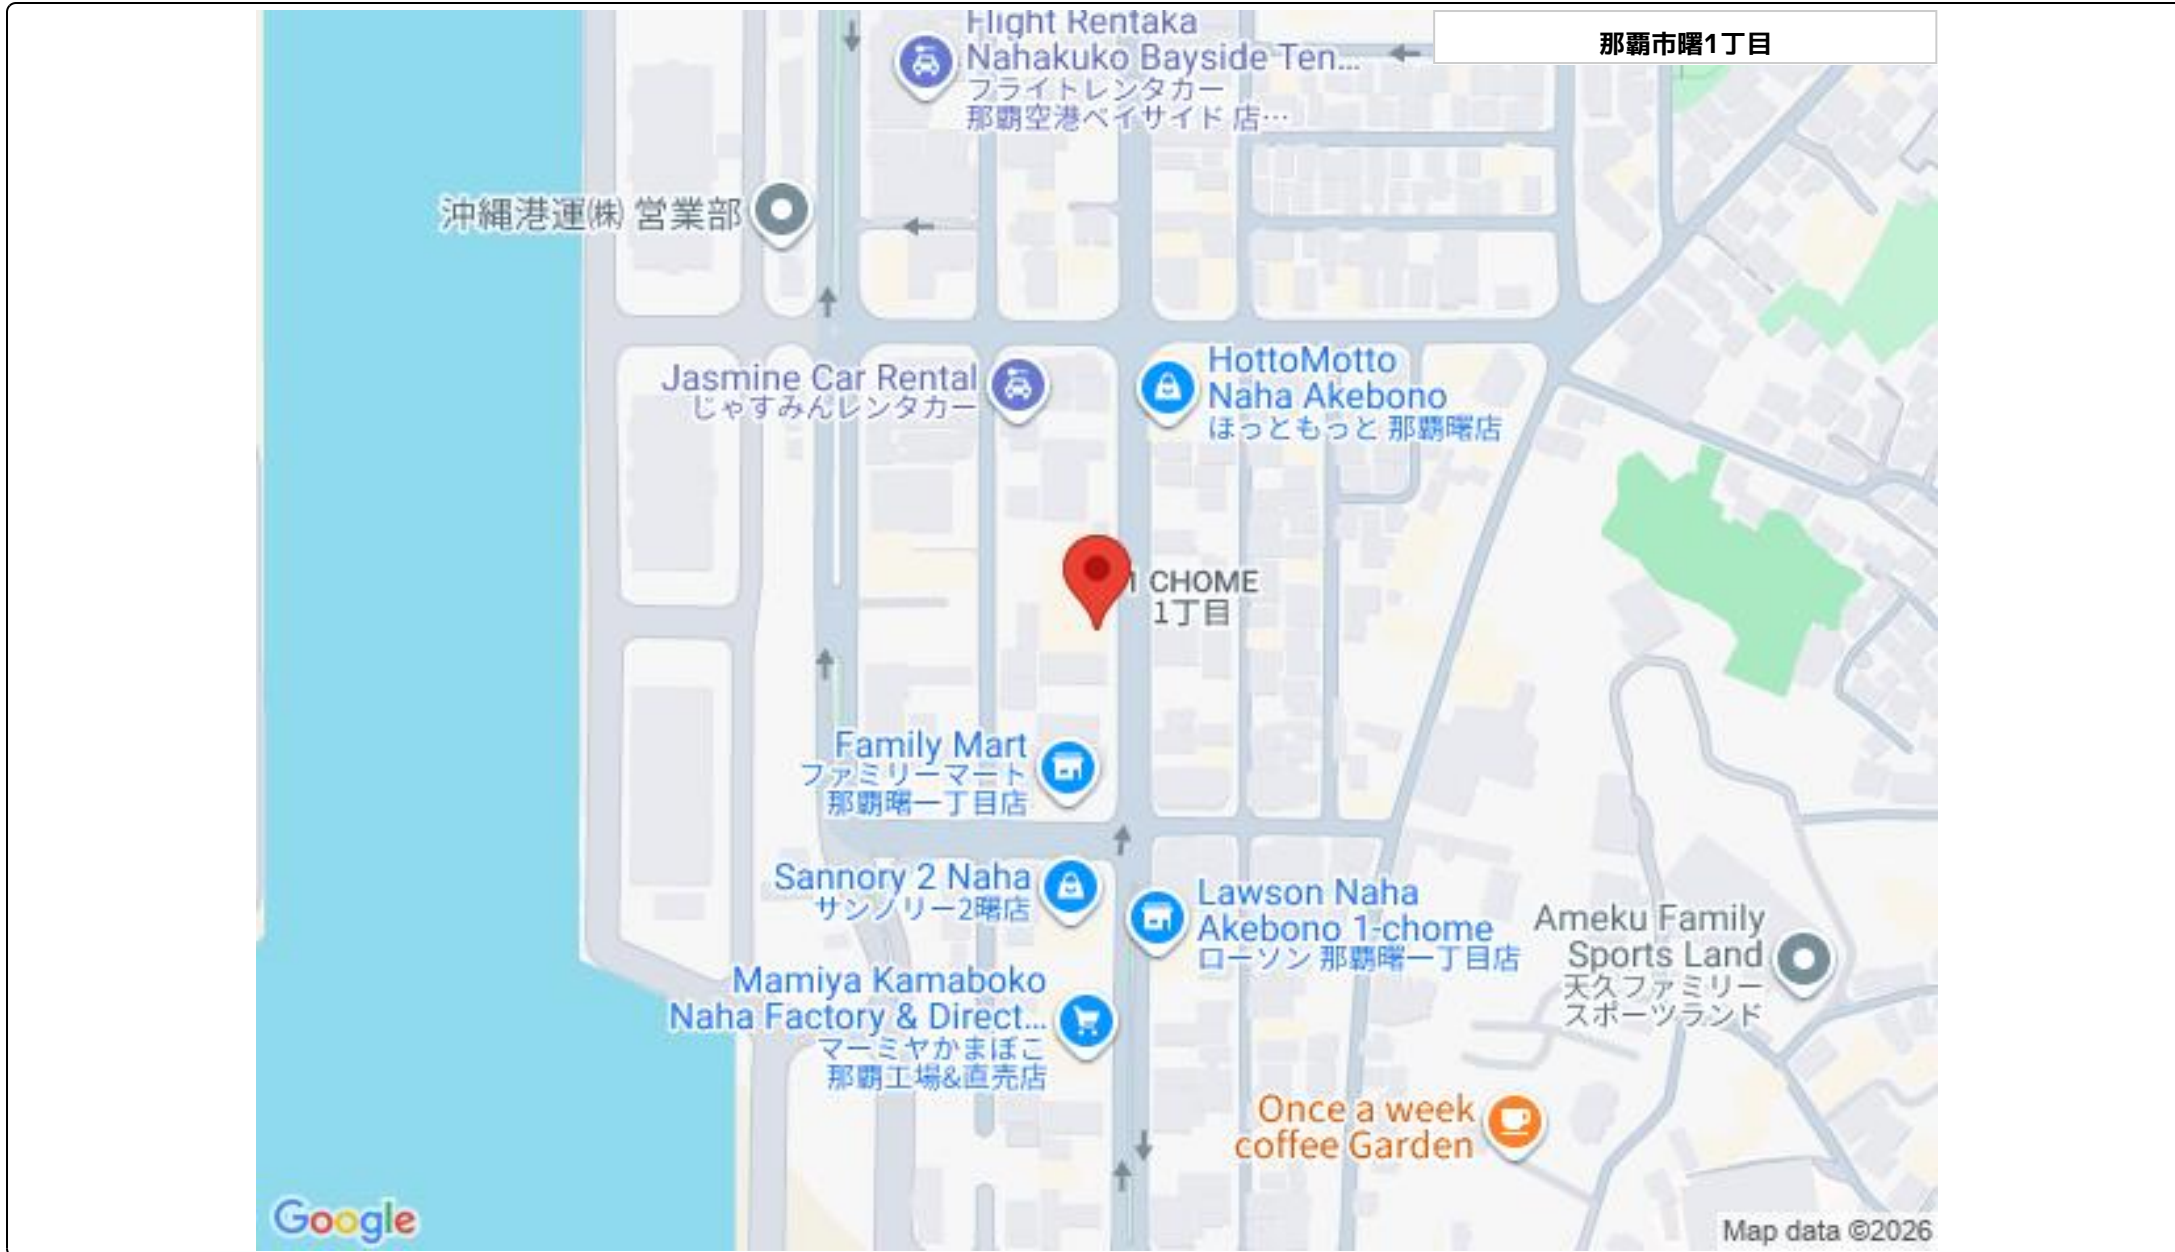 Flight Rentaka
Nahakuko Bayside Ten...
フライトレンタカー
那覇空港ベイサイド 店…
那覇市曙1丁目
沖縄港運㈱ 営業部
Jasmine Car Rental
じゃすみんレンタカー
HottoMotto
Naha Akebono
ほっともっと 那覇曙店
1 CHOME
1丁目
Family Mart
ファミリーマート
那覇曙一丁目店
Sannory 2 Naha
サンノリー2曙店
Lawson Naha
Akebono 1-chome
ローソン 那覇曙一丁目店
Ameku Family
Sports Land
天久ファミリー
スポーツランド
Mamiya Kamaboko
Naha Factory & Direct...
マーミヤかまぼこ
那覇工場&直売店
Once a week
coffee Garden
Google
Map data ©2026